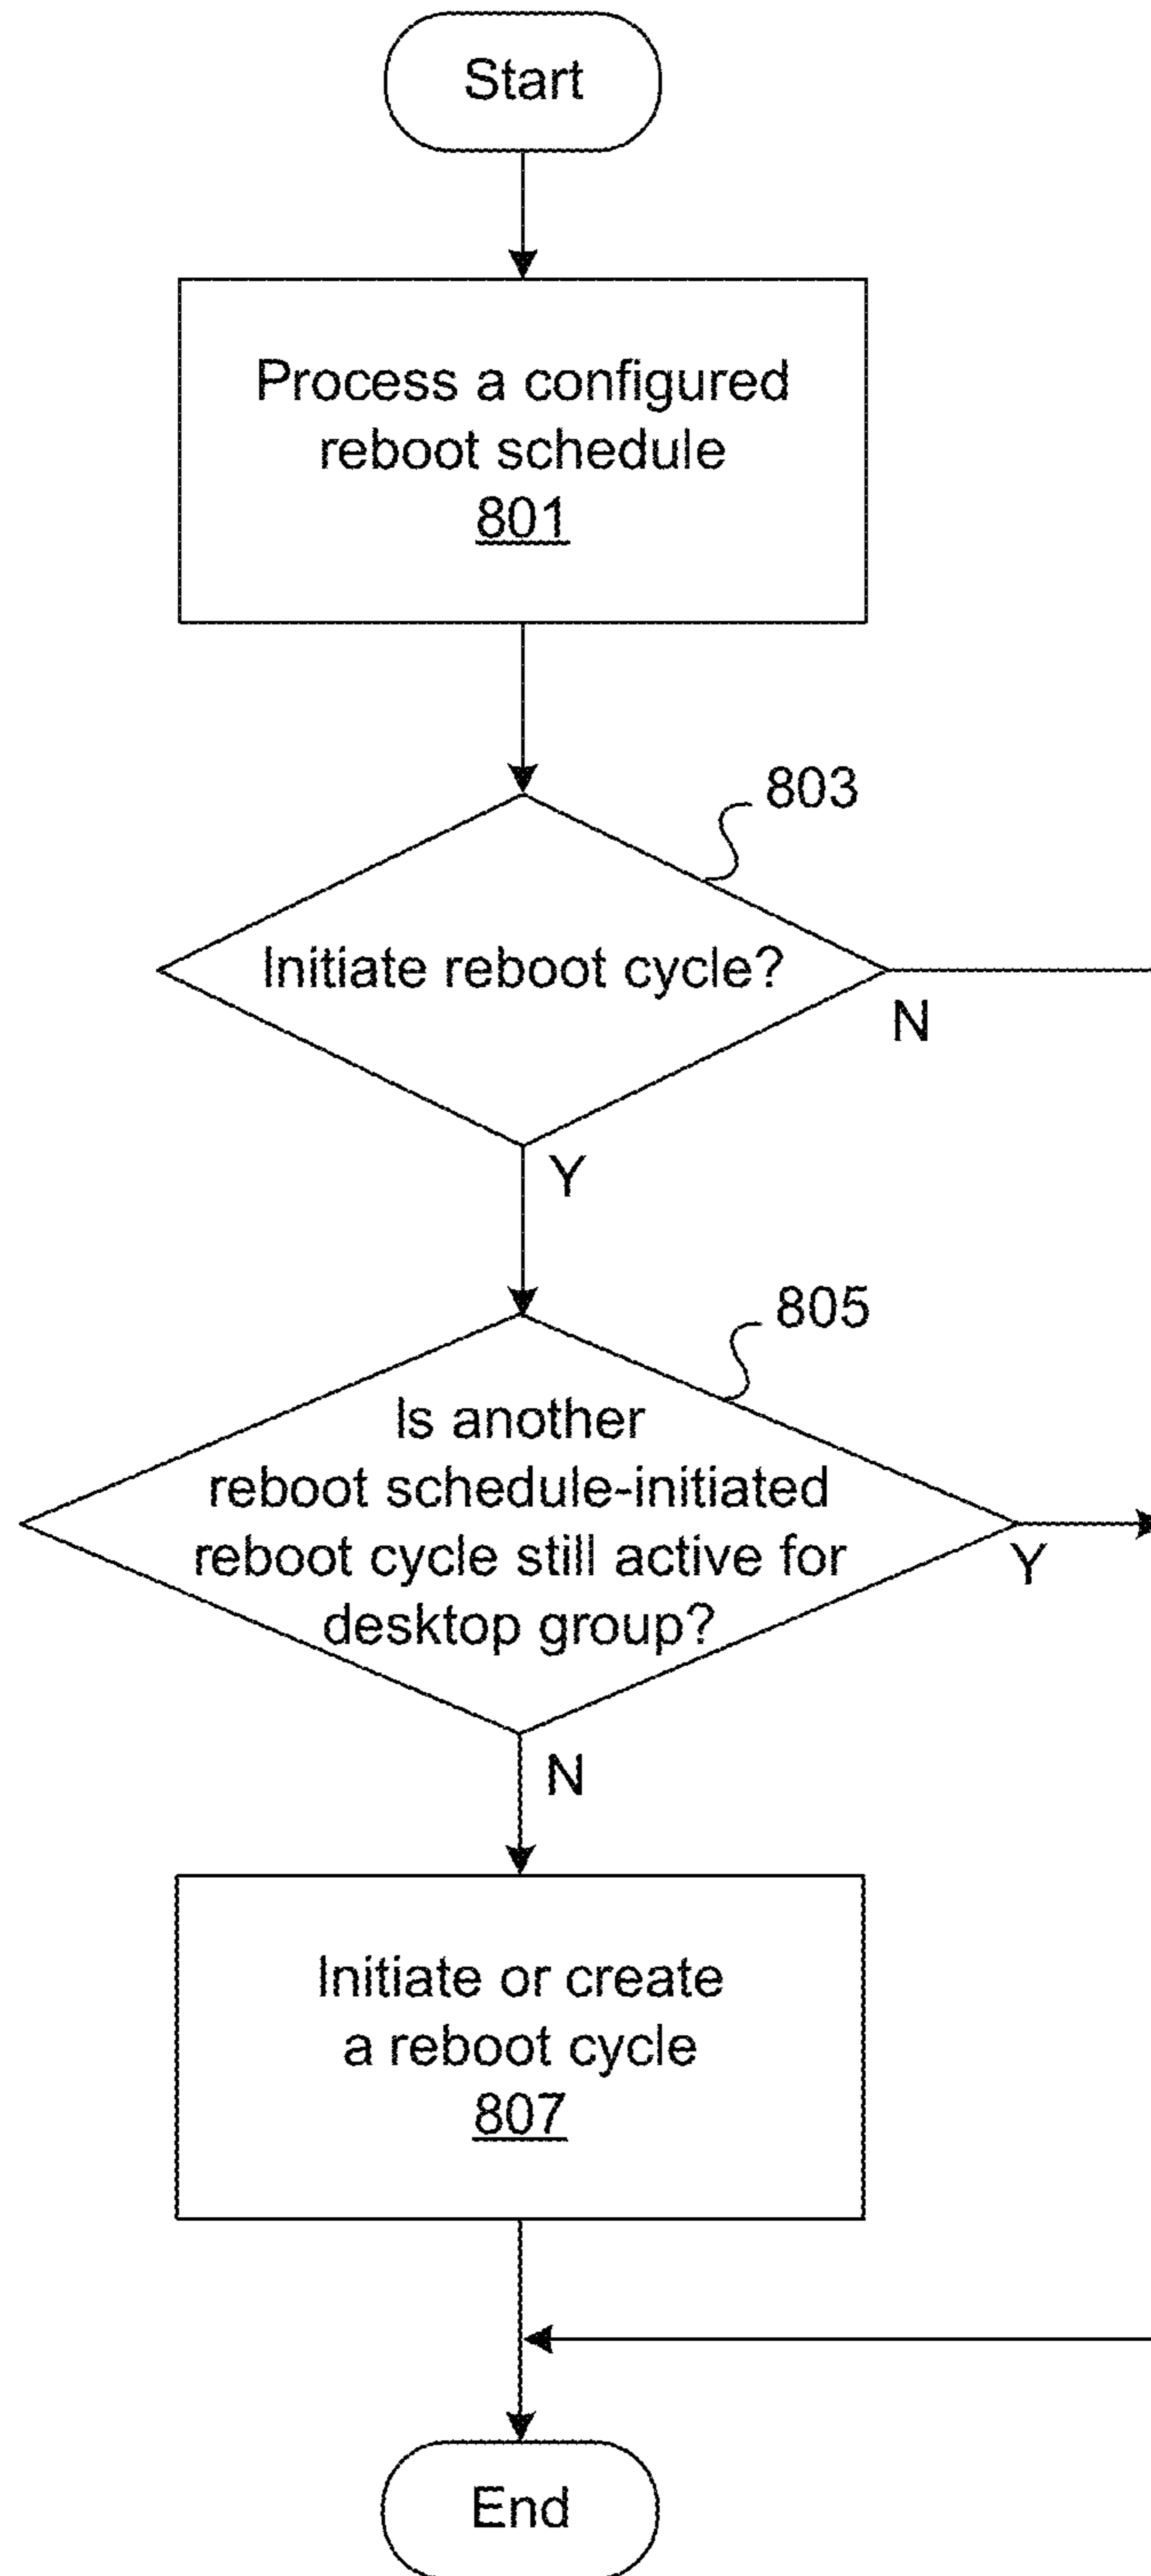 Start
Process a configured
reboot schedule
801
803
Initiate reboot cycle?
N
Y
805
Is another
reboot schedule-initiated
reboot cycle still active for
desktop group?
Y
N
Initiate or create
a reboot cycle
807
End